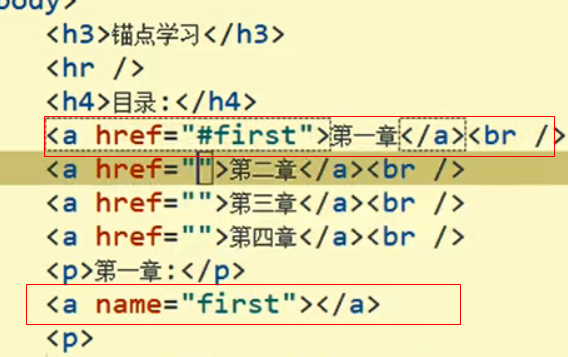 body>
<h3>锚点学习</h3>
<hr />
<h4>目录:</h4>
<a href="#first">第一章</a><br />
<a href="">第二章</a><br />
<a href="">第三章</a><br />
<a href="">第四章</a><br />
<p>第一章:</p>
<a name="first"></a>
<p>